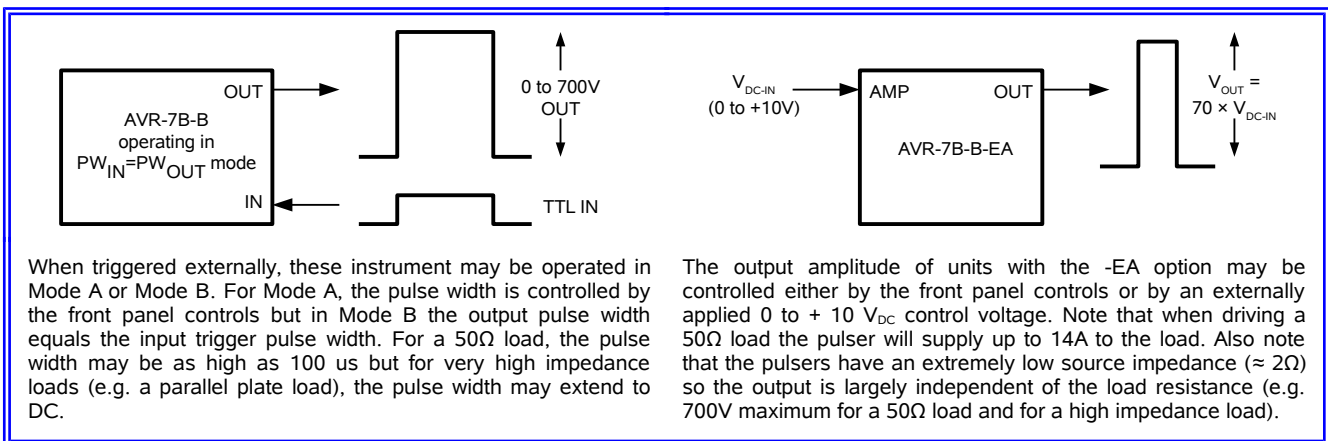 OUT
AVR-7B-B
operating in
PW_IN=PW_OUT mode
IN
0 to 700V
OUT
TTL IN
V_DC-IN
(0 to +10V)
AMP
OUT
AVR-7B-B-EA
V_OUT =
70 × V_DC-IN
When triggered externally, these instrument may be operated in
Mode A or Mode B. For Mode A, the pulse width is controlled by
the front panel controls but in Mode B the output pulse width
equals the input trigger pulse width. For a 50Ω load, the pulse
width may be as high as 100 us but for very high impedance
loads (e.g. a parallel plate load), the pulse width may extend to
DC.
The output amplitude of units with the -EA option may be
controlled either by the front panel controls or by an externally
applied 0 to + 10 V_DC control voltage. Note that when driving a
50Ω load the pulser will supply up to 14A to the load. Also note
that the pulsers have an extremely low source impedance (≈ 2Ω)
so the output is largely independent of the load resistance (e.g.
700V maximum for a 50Ω load and for a high impedance load).